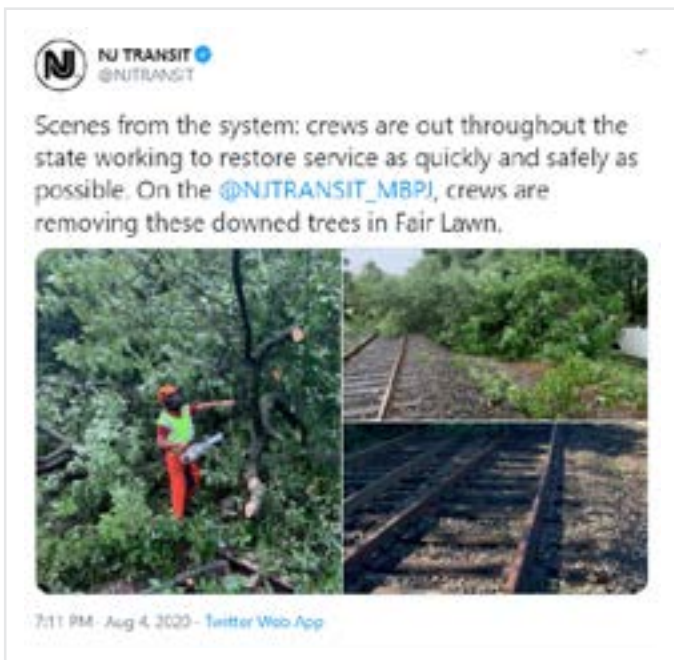 NJ TRANSIT
@NJTRANSIT
Scenes from the system: crews are out throughout the
state working to restore service as quickly and safely as
possible. On the @NJTRANSIT_MBPJ, crews are
removing these downed trees in Fair Lawn.
7:11 PM · Aug 4, 2020 · Twitter Web App